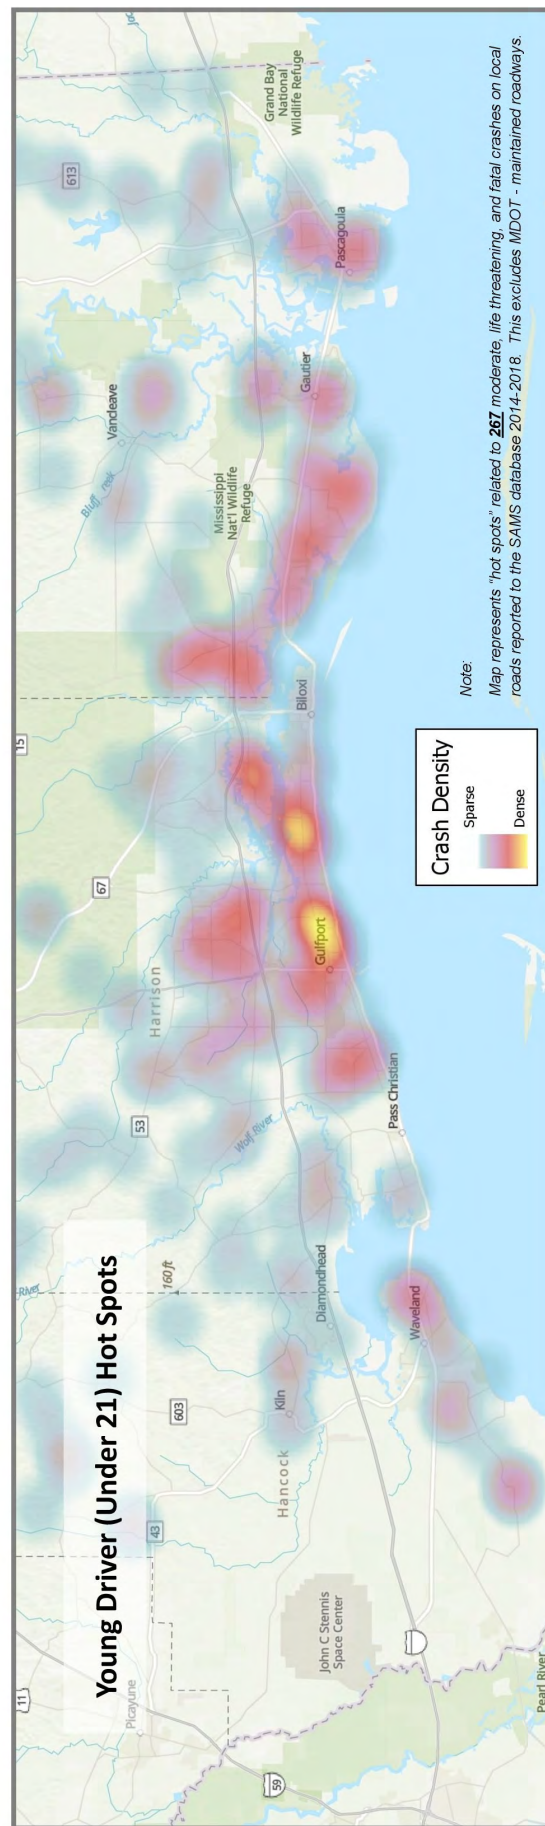 Young Driver (Under 21) Hot Spots
11
Picayune
59
43
603
160 ft
River
Kiln
Hancock
John C Stennis
Space Center
Pearl River
Diamondhead
Waveland
Pass Christian
Wolf River
53
Harrison
67
15
Gulfport
Biloxi
Mississippi
Nat'l Wildlife
Refuge
Bluff Creek
Vancleave
Gautier
Pascagoula
613
Grand Bay
National
Wildlife Refuge
Crash Density
Sparse
Dense
Note:
Map represents "hot spots" related to 267 moderate, life threatening, and fatal crashes on local
roads reported to the SAMS database 2014-2018. This excludes MDOT - maintained roadways.